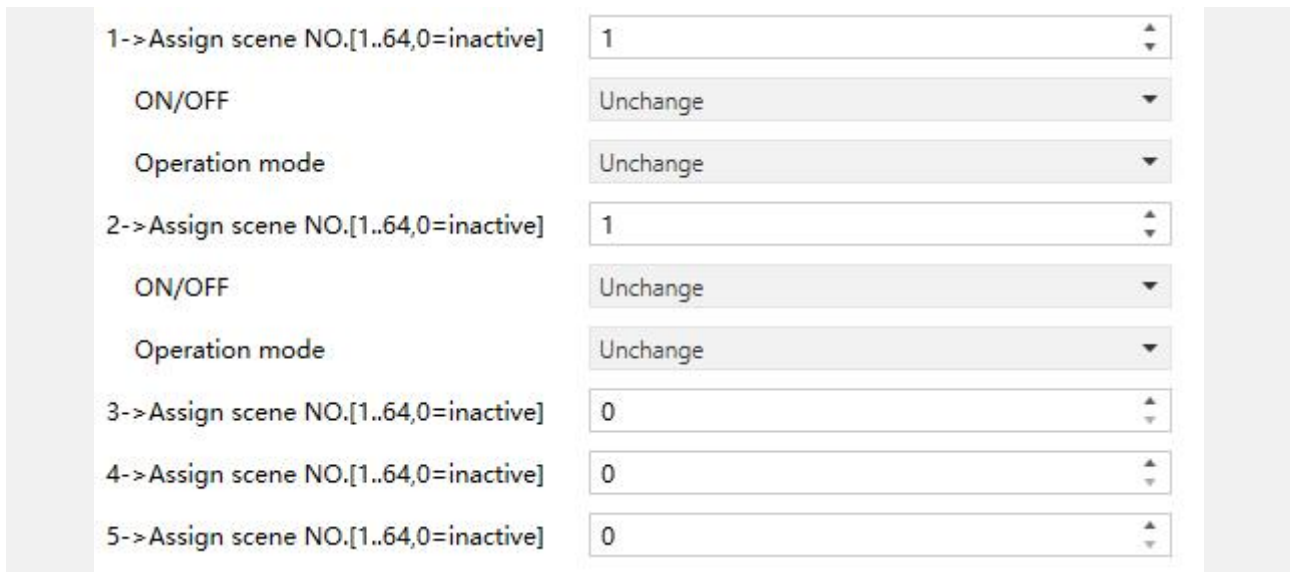 1->Assign scene NO.[1..64,0=inactive] 1
ON/OFF Unchange
Operation mode Unchange
2->Assign scene NO.[1..64,0=inactive] 1
ON/OFF Unchange
Operation mode Unchange
3->Assign scene NO.[1..64,0=inactive] 0
4->Assign scene NO.[1..64,0=inactive] 0
5->Assign scene NO.[1..64,0=inactive] 0